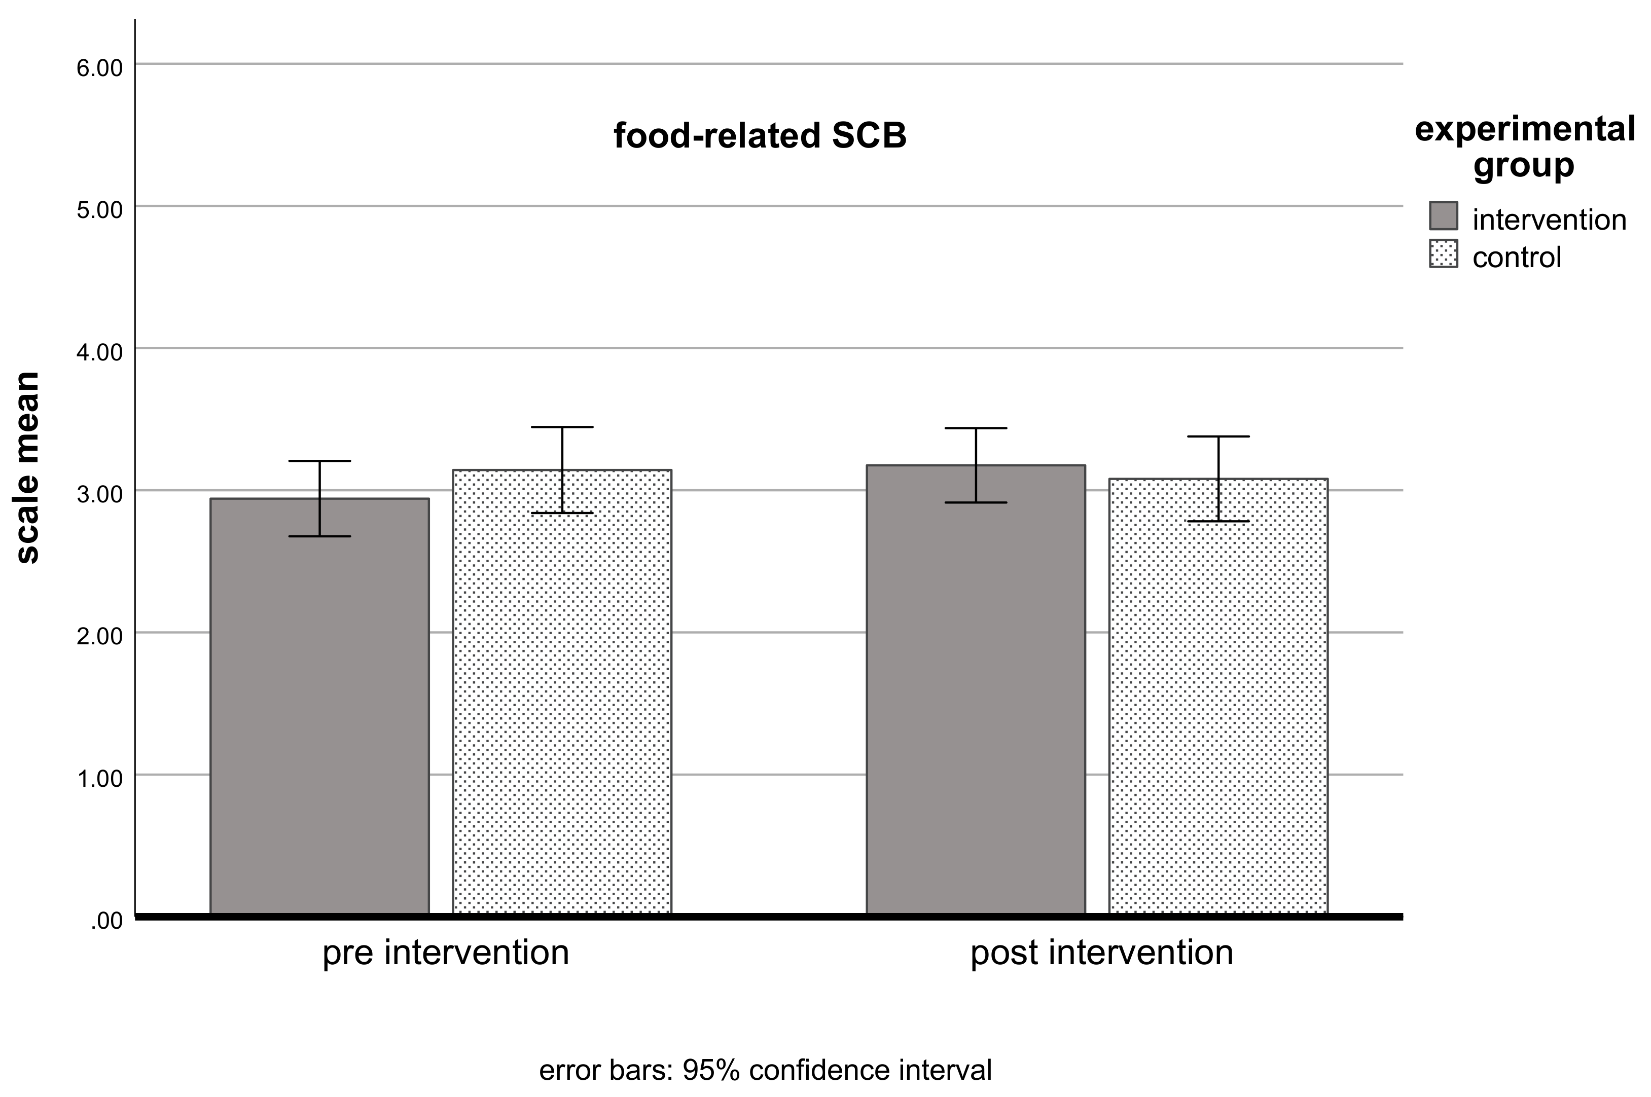 6.00
food-related SCB
experimental
group
5.00
intervention
control
4.00
scale mean
3.00
2.00
1.00
.00
pre intervention
post intervention
error bars: 95% confidence interval